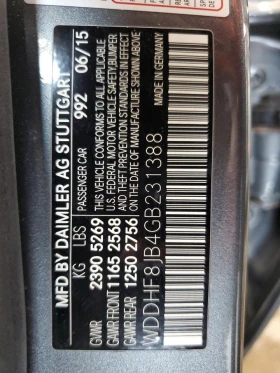 MFD BY DAIMLER AG STUTTGART
KG LBS PASSENGER CAR 992 06/15
GVWR 2390 5269 THIS VEHICLE CONFORMS TO ALL APPLICABLE
U.S. FEDERAL MOTOR VEHICLE SAFETY, BUMPER
GAWR FRONT 1165 2568 AND THEFT PREVENTION STANDARDS IN EFFECT
GAWR REAR 1250 2756 ON THE DATE OF MANUFACTURE SHOWN ABOVE.
MADE IN GERMANY
WDDHF8JB4GB231388